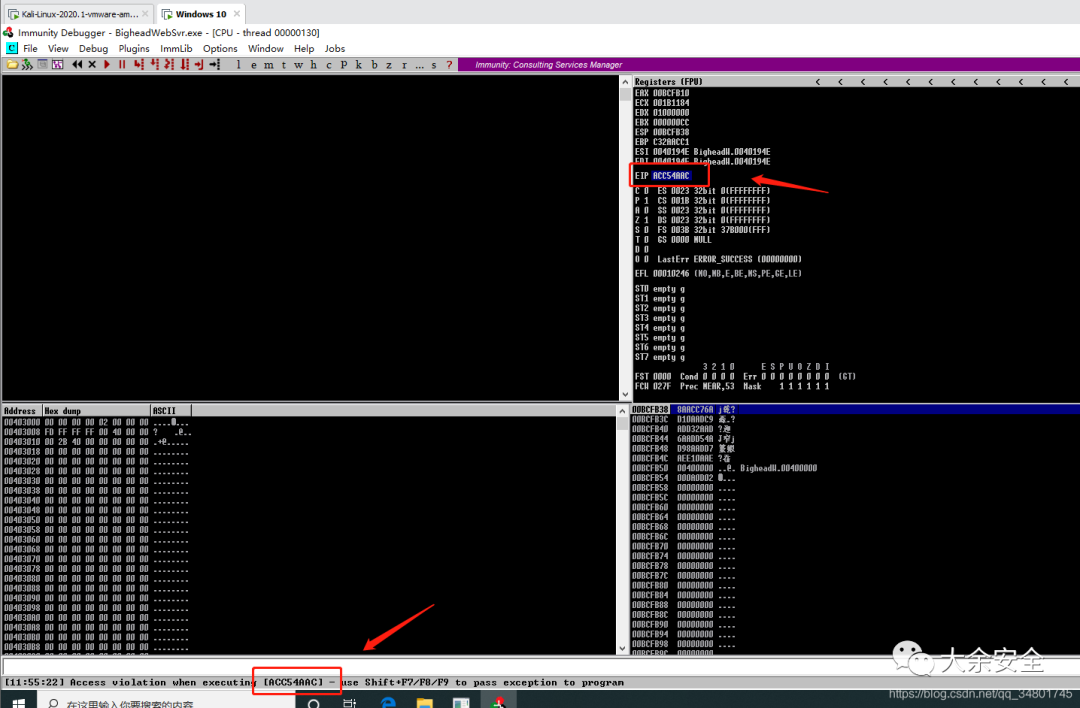 Kali-Linux-2020.1-vmware-am... × Windows 10 ×
Immunity Debugger - BigheadWebSvr.exe - [CPU - thread 00000130]
C File View Debug Plugins ImmLib Options Window Help Jobs
l e m t w h c P k b z r ... s ? Immunity: Consulting Services Manager
Registers (FPU) < < < < < < < < < < < <
EAX 00BCFB10
ECX 001B1184
EDX 01000000
EBX 000000CC
ESP 00BCFB38
EBP C32AACC1
ESI 0040194E BigheadW.0040194E
EDI 0040194E BigheadW.0040194E
EIP ACC54AAC
C 0 ES 0023 32bit 0(FFFFFFFF)
P 1 CS 001B 32bit 0(FFFFFFFF)
A 0 SS 0023 32bit 0(FFFFFFFF)
Z 1 DS 0023 32bit 0(FFFFFFFF)
S 0 FS 003B 32bit 37B000(FFF)
T 0 GS 0000 NULL
D 0
O 0 LastErr ERROR_SUCCESS (00000000)
EFL 00010246 (NO,NB,E,BE,NS,PE,GE,LE)
ST0 empty g
ST1 empty g
ST2 empty g
ST3 empty g
ST4 empty g
ST5 empty g
ST6 empty g
ST7 empty g
3 2 1 0 E S P U O Z D I
FST 0000 Cond 0 0 0 0 Err 0 0 0 0 0 0 0 0 (GT)
FCW 027F Prec NEAR,53 Mask 1 1 1 1 1 1
Address Hex dump ASCII
00403000 00 00 00 00 02 00 00 00
00403008 FD FF FF FF 00 40 00 00 ? .@..
00403010 00 2B 40 00 00 00 00 00 .+@.....
00403018 00 00 00 00 00 00 00 00 ........
00403020 00 00 00 00 00 00 00 00 ........
00403028 00 00 00 00 00 00 00 00 ........
00403030 00 00 00 00 00 00 00 00 ........
00403038 00 00 00 00 00 00 00 00 ........
00403040 00 00 00 00 00 00 00 00 ........
00403048 00 00 00 00 00 00 00 00 ........
00403050 00 00 00 00 00 00 00 00 ........
00403058 00 00 00 00 00 00 00 00 ........
00403060 00 00 00 00 00 00 00 00 ........
00403068 00 00 00 00 00 00 00 00 ........
00403070 00 00 00 00 00 00 00 00 ........
00403078 00 00 00 00 00 00 00 00 ........
00403080 00 00 00 00 00 00 00 00 ........
00403088 00 00 00 00 00 00 00 00 ........
00403090 00 00 00 00 00 00 00 00 ........
00403098 00 00 00 00 00 00 00 00 ........
004030A0 00 00 00 00 00 00 00 00 ........
004030A8 00 00 00 00 00 00 00 00 ........
004030B0 00 00 00 00 00 00 00 00 ........
004030B8 00 00 00 00 00 00 00 00 ........
00BCFB38 8AACC76A
00BCFB3C D10AADC9
00BCFB40 ADD32AAD
00BCFB44 6AADD54A
00BCFB48 D98AADD7
00BCFB4C AEE10AAE
00BCFB50 00400000 ..@. BigheadW.00400000
00BCFB54 000A0D02
00BCFB58 00000000 ....
00BCFB5C 00000000 ....
00BCFB60 00000000 ....
00BCFB64 00000000 ....
00BCFB68 00000000 ....
00BCFB6C 00000000 ....
00BCFB70 00000000 ....
00BCFB74 00000000 ....
00BCFB78 00000000 ....
00BCFB7C 00000000 ....
00BCFB80 00000000 ....
00BCFB84 00000000 ....
00BCFB88 00000000 ....
00BCFB8C 00000000 ....
00BCFB90 00000000 ....
00BCFB94 00000000 ....
00BCFB98 00000000 ....
00BCFB9C 00000000 ....
大余安全
[11:55:22] Access violation when executing [ACC54AAC] - use Shift+F7/F8/F9 to pass exception to program
https://blog.csdn.net/qq_34801745
在这里输入你要搜索的内容